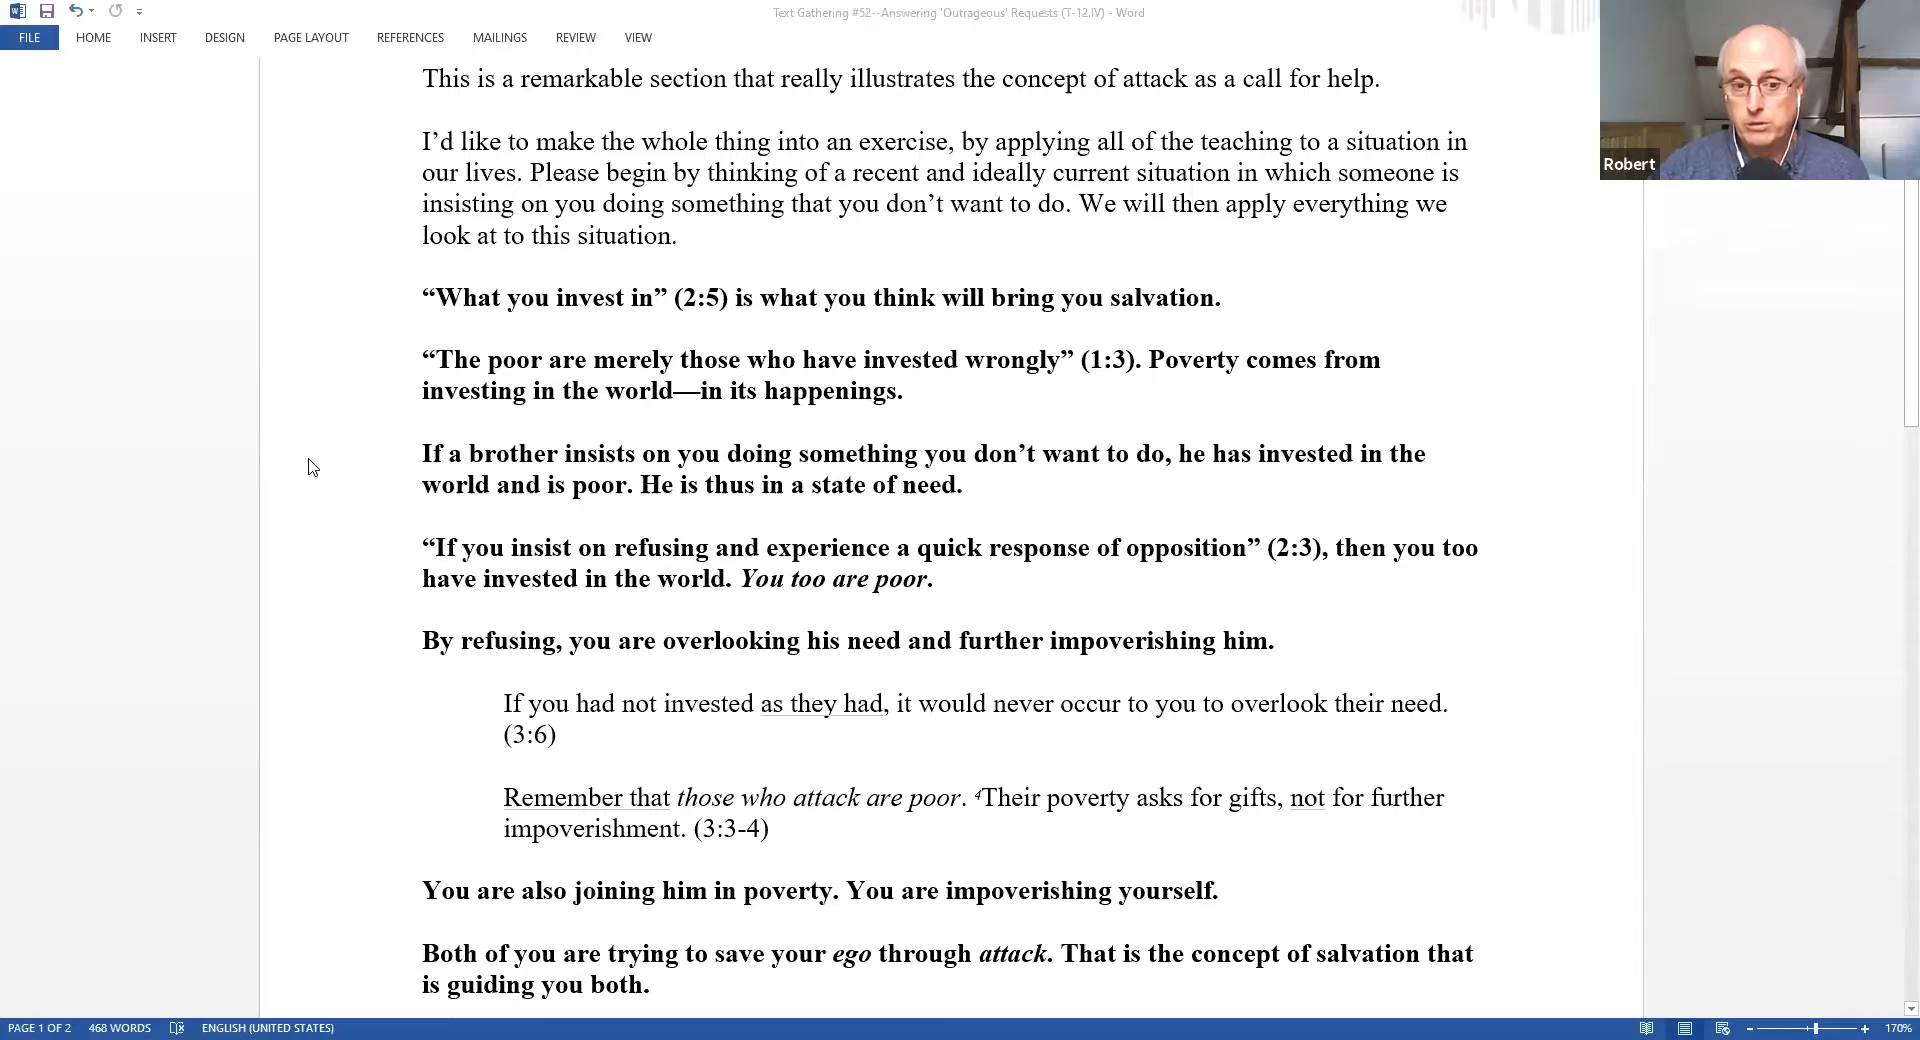 Text Gathering #52--Answering 'Outrageous' Requests (T-12.IV) - Word
FILE HOME INSERT DESIGN PAGE LAYOUT REFERENCES MAILINGS REVIEW VIEW
This is a remarkable section that really illustrates the concept of attack as a call for help.
I’d like to make the whole thing into an exercise, by applying all of the teaching to a situation in
our lives. Please begin by thinking of a recent and ideally current situation in which someone is
insisting on you doing something that you don’t want to do. We will then apply everything we
look at to this situation.
“What you invest in” (2:5) is what you think will bring you salvation.
“The poor are merely those who have invested wrongly” (1:3). Poverty comes from
investing in the world—in its happenings.
If a brother insists on you doing something you don’t want to do, he has invested in the
world and is poor. He is thus in a state of need.
“If you insist on refusing and experience a quick response of opposition” (2:3), then you too
have invested in the world. You too are poor.
By refusing, you are overlooking his need and further impoverishing him.
If you had not invested as they had, it would never occur to you to overlook their need.
(3:6)
Remember that those who attack are poor. ⁴Their poverty asks for gifts, not for further
impoverishment. (3:3-4)
You are also joining him in poverty. You are impoverishing yourself.
Both of you are trying to save your ego through attack. That is the concept of salvation that
is guiding you both.
Robert
PAGE 1 OF 2 468 WORDS ENGLISH (UNITED STATES) 170%